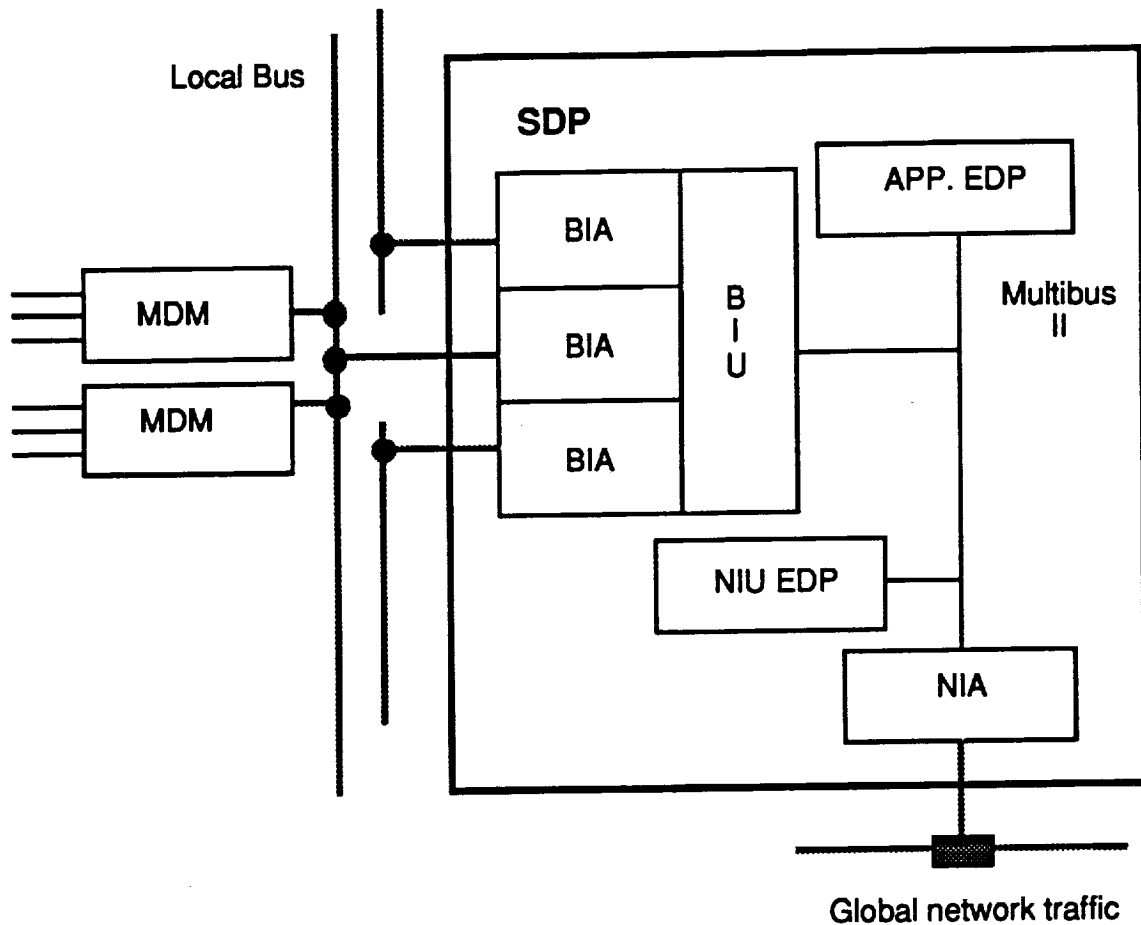 Local Bus
SDP
APP. EDP
BIA
MDM
B
I
U
Multibus
II
BIA
MDM
BIA
NIU EDP
NIA
Global network traffic